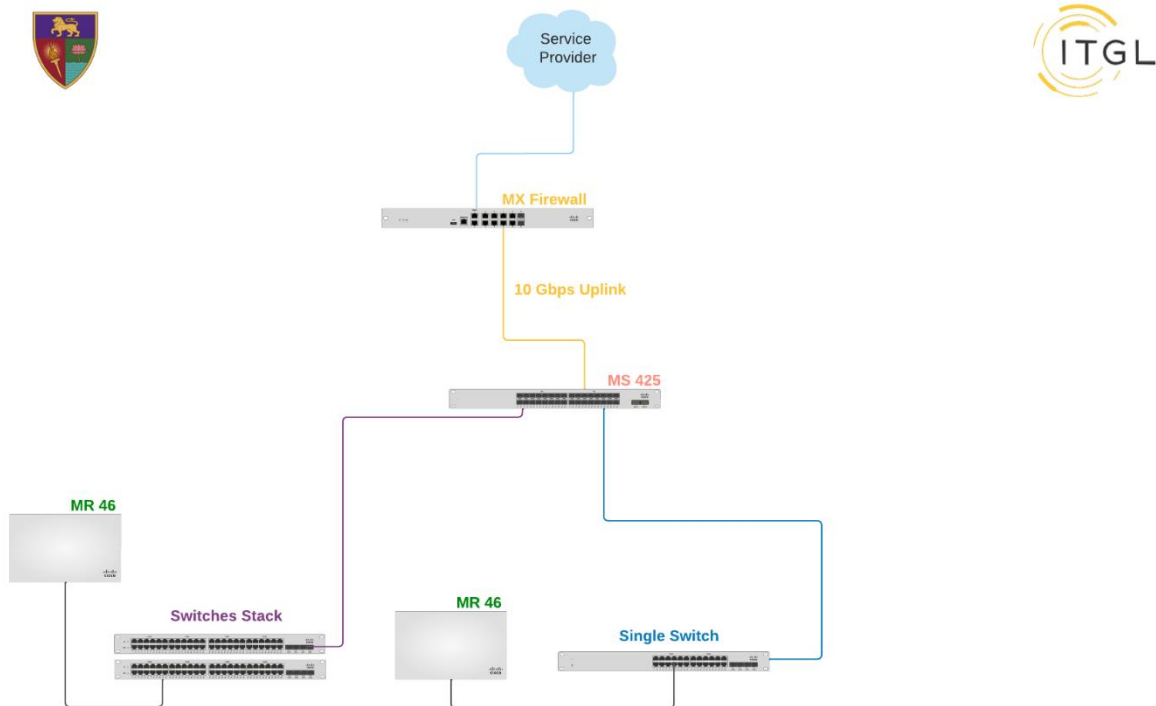 Service
Provider
ITGL
MX Firewall
10 Gbps Uplink
MS 425
MR 46
MR 46
Switches Stack
Single Switch